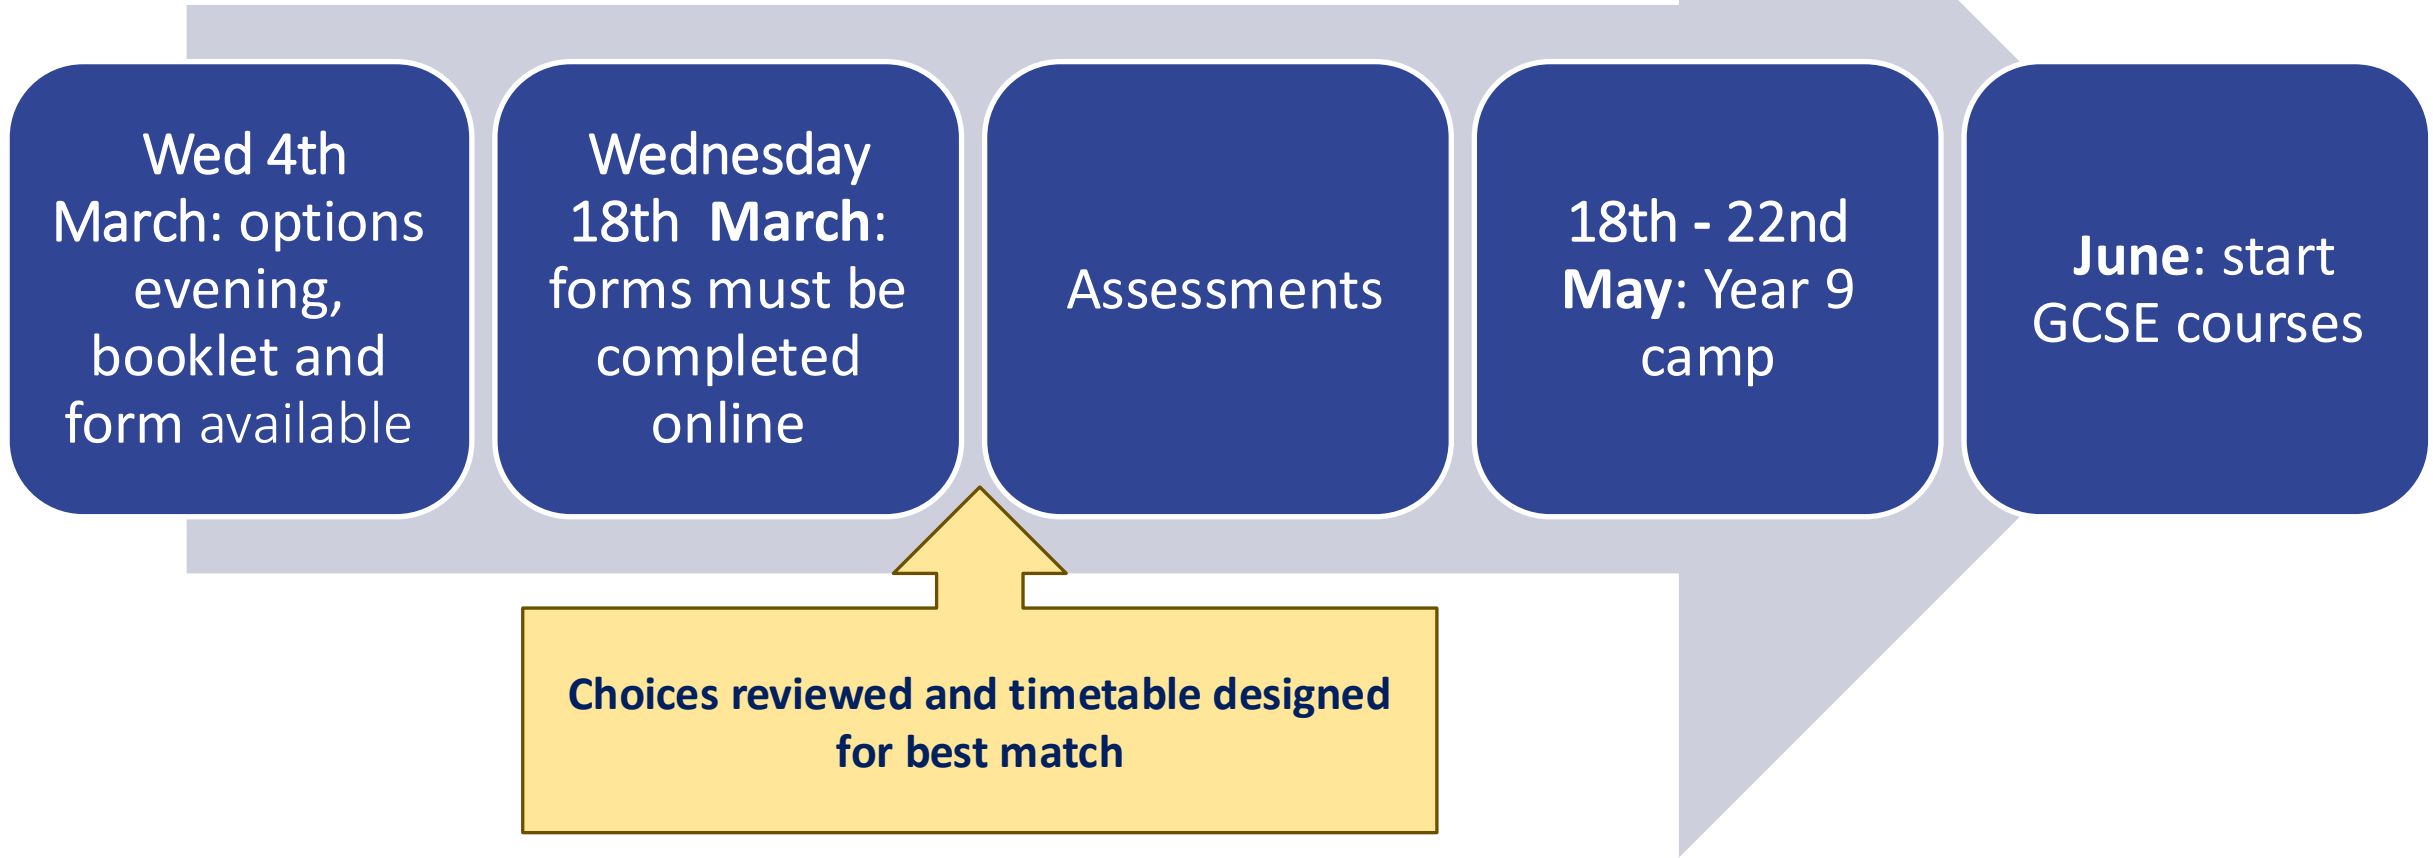 Wed 4th
March: options
evening,
booklet and
form available
Wednesday
18th March:
forms must be
completed
online
Assessments
18th - 22nd
May: Year 9
camp
June: start
GCSE courses
Choices reviewed and timetable designed
for best match